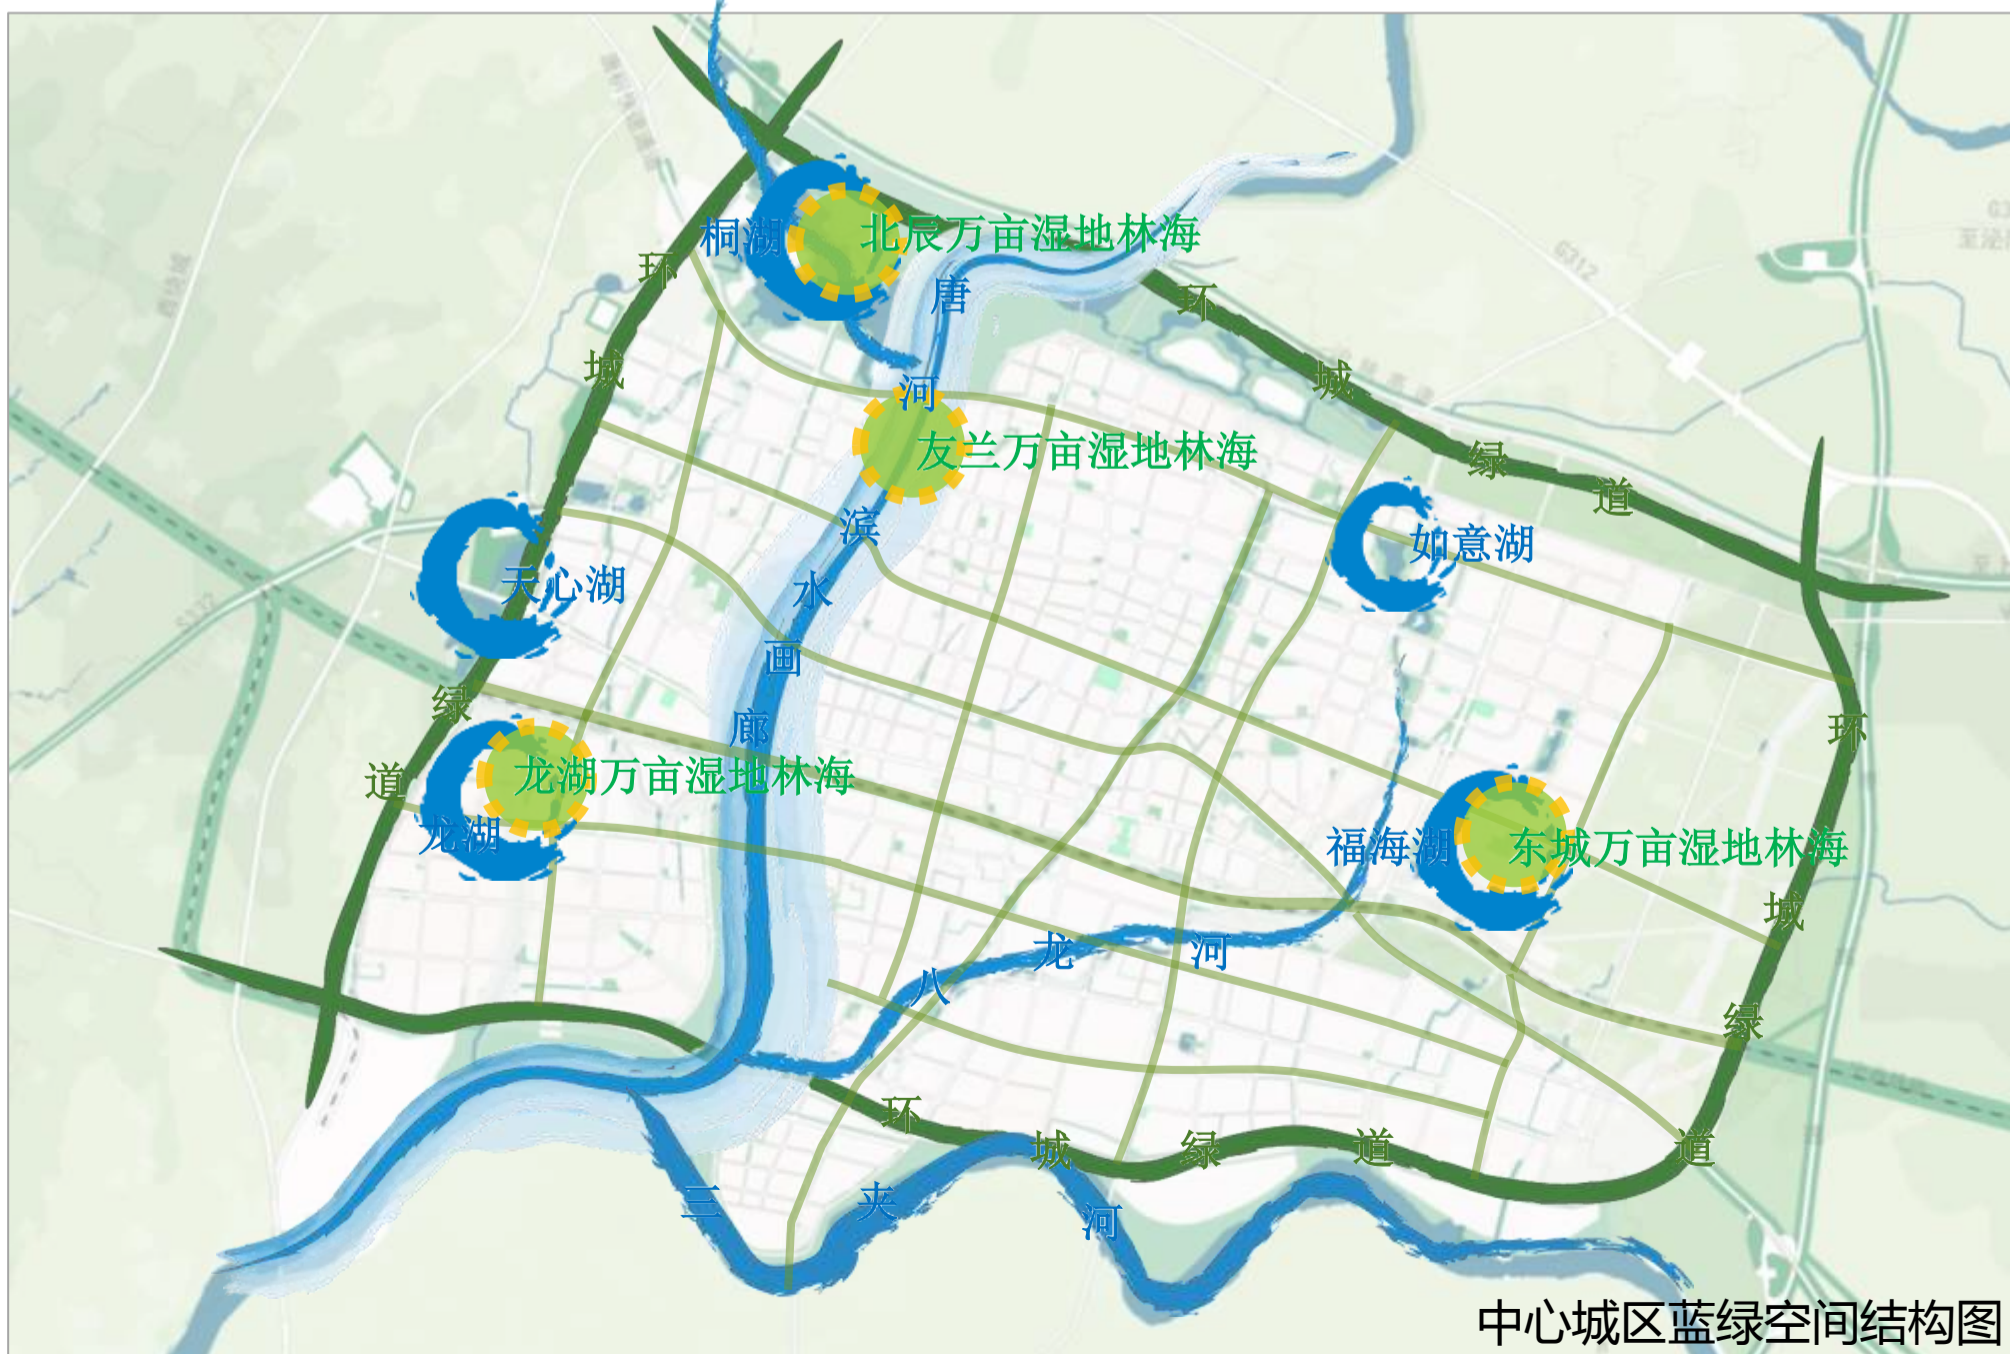 桐湖
北辰万亩湿地林海
唐河滨水画廊
友兰万亩湿地林海
天心湖
如意湖
龙湖万亩湿地林海
龙湖
福海湖
东城万亩湿地林海
八龙河
三夹河
环城绿道
环城绿道
环城绿道
环城绿道
G312
S332
中心城区蓝绿空间结构图